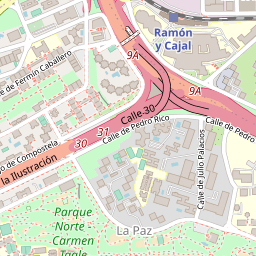 Ramón
y Cajal
9A
9A
e de Fermín Caballero
Calle 30
31
30
Calle de Pedro Rico
Calle de Pedro
o de Compostela
la Ilustración
Calle de Julio Palacios
Parque
Norte
Carmen
Tagle
La Paz